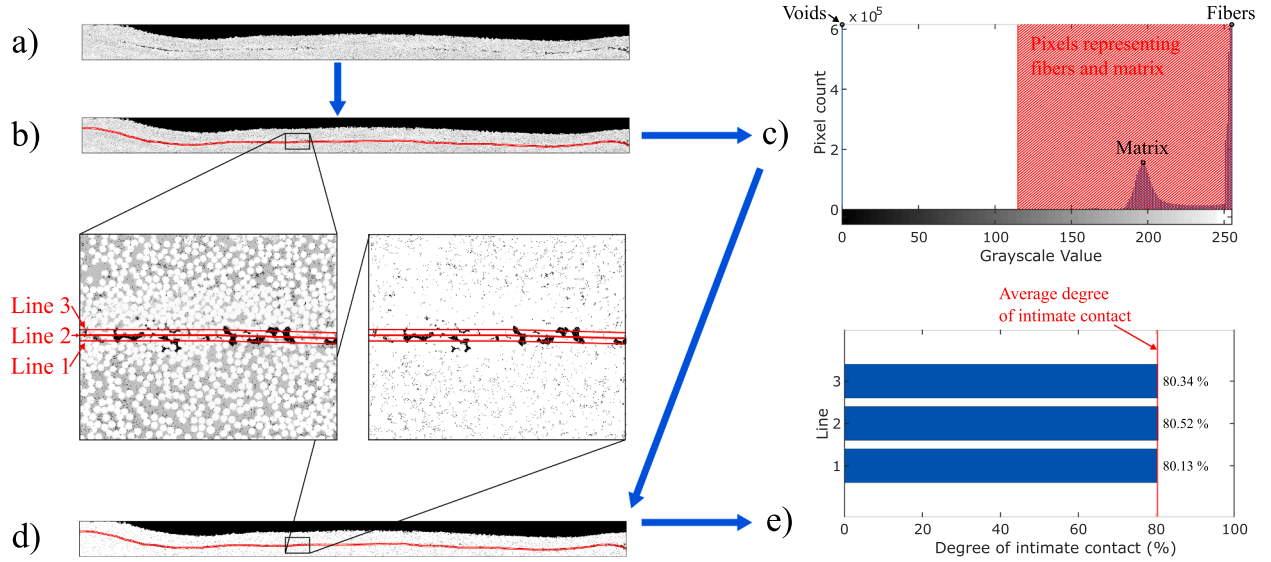 a)
b)
Line 3
Line 2
Line 1
d)
c)
Voids
× 10⁵
Fibers
Pixels representing
fibers and matrix
Matrix
Pixel count
6
4
2
0
0 50 100 150 200 250
Grayscale Value
Average degree
of intimate contact
e)
Line
3
80.34 %
2
80.52 %
1
80.13 %
0 20 40 60 80 100
Degree of intimate contact (%)